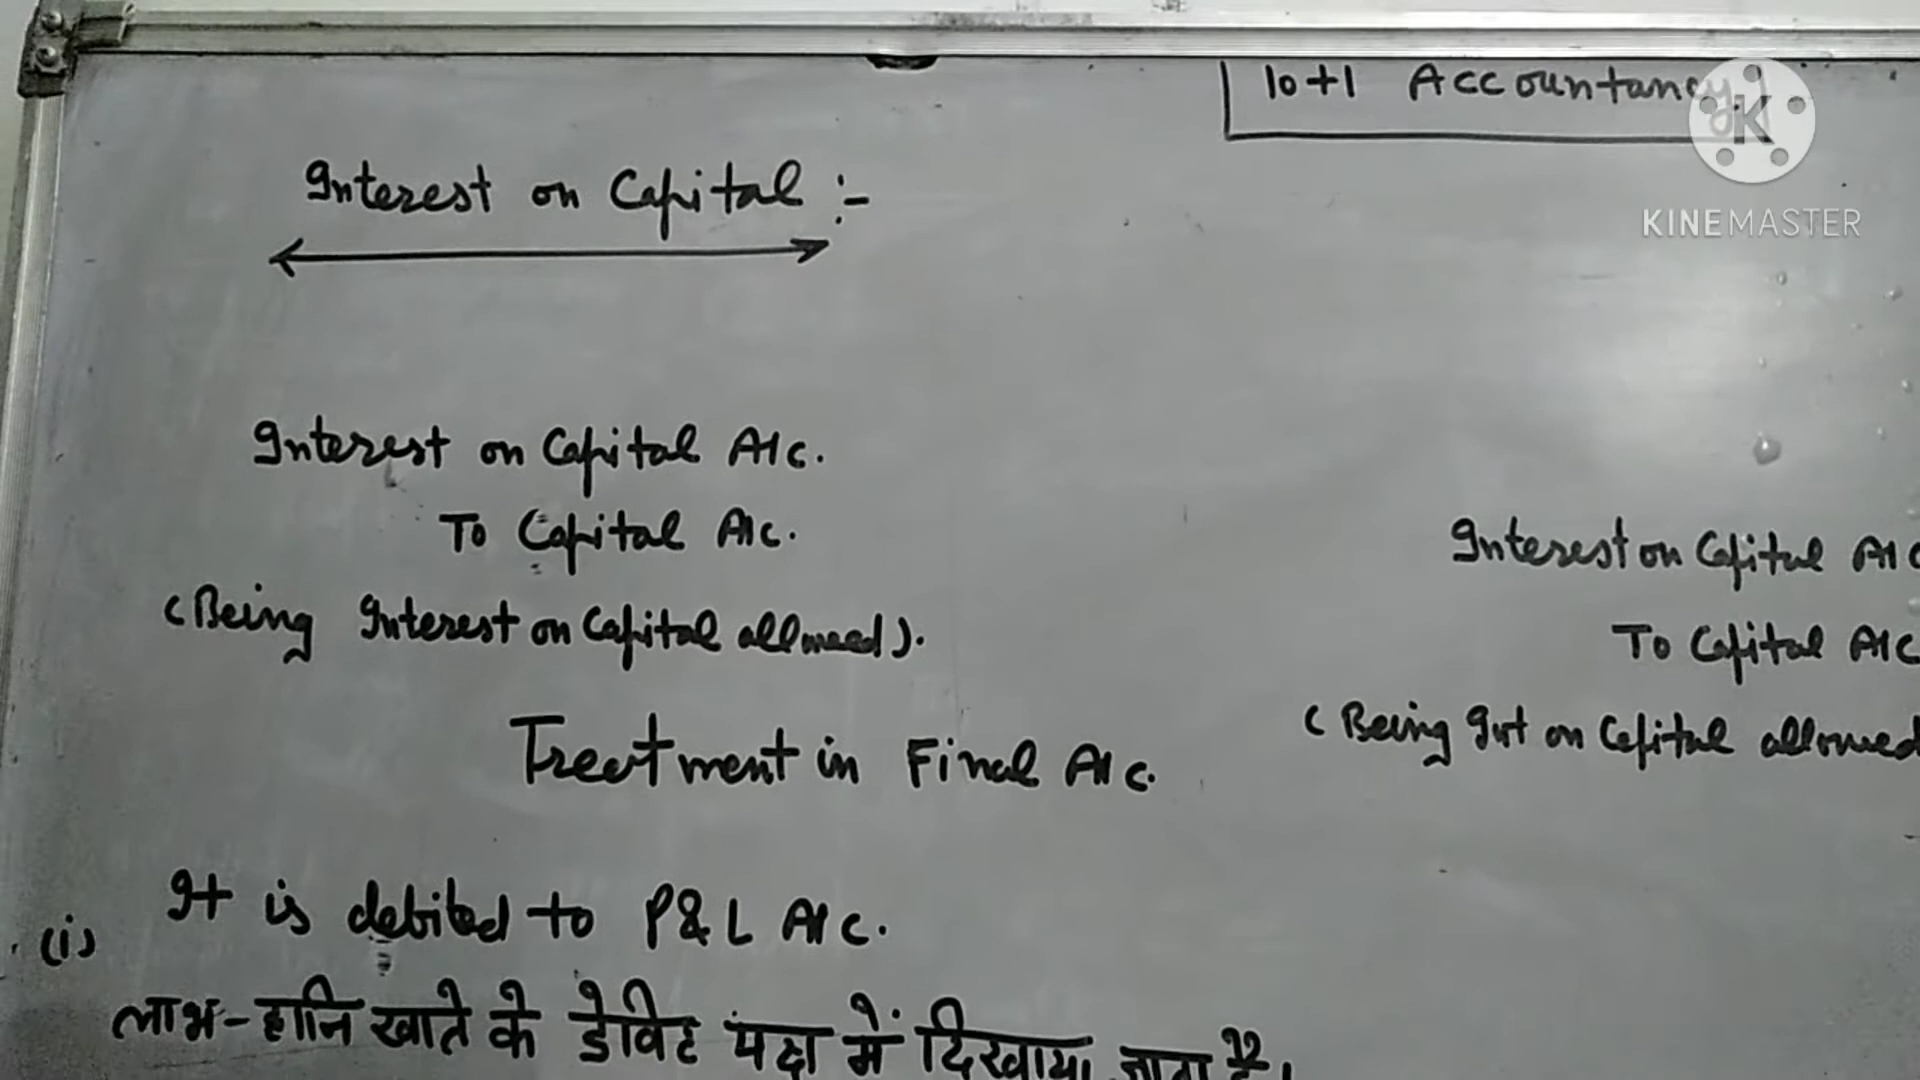 10+1 Accountancy
KINEMASTER
Interest on Capital :-
Interest on Capital A/c.
To Capital A/c.
(Being Interest on Capital allowed).
Interest on Capital A/c
To Capital A/c
(Being Int on Capital allowed
Treatment in Final A/c.
(i) It is debited to P&L A/c.
लाभ-हानि खाते के डेविट पक्ष में दिखाया जाता है।